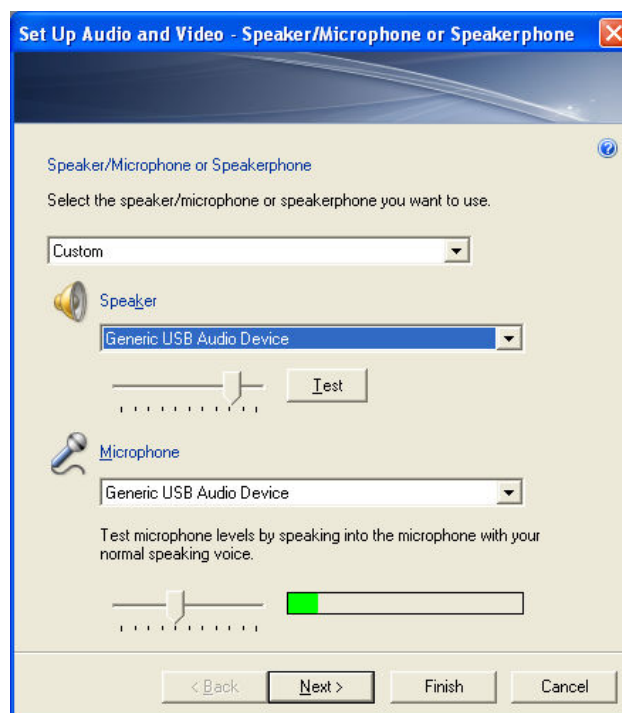 Set Up Audio and Video - Speaker/Microphone or Speakerphone
Speaker/Microphone or Speakerphone
Select the speaker/microphone or speakerphone you want to use.
Custom
Speaker
Generic USB Audio Device
Test
Microphone
Generic USB Audio Device
Test microphone levels by speaking into the microphone with your
normal speaking voice.
< Back Next > Finish Cancel